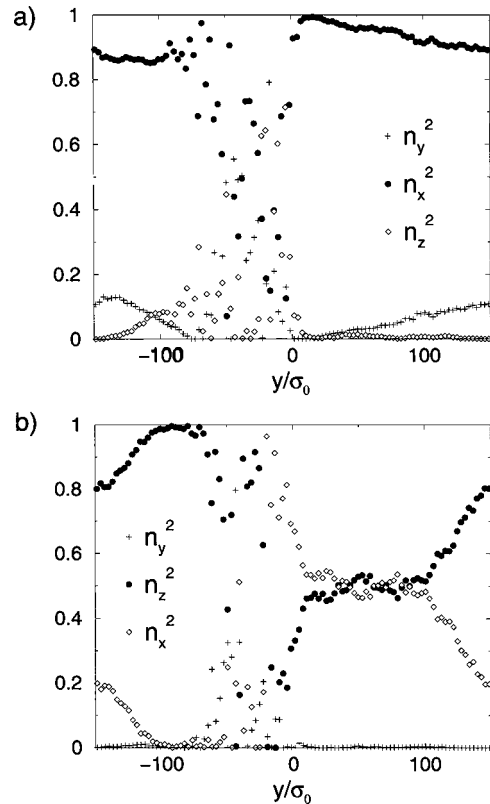 a)
1
0.8
0.6
0.4
0.2
0
+ n_y^2
● n_x^2
◇ n_z^2
−100 0 100
y/σ_0
b)
1
0.8
0.6
0.4
0.2
0
+ n_y^2
● n_z^2
◇ n_x^2
−100 0 100
y/σ_0